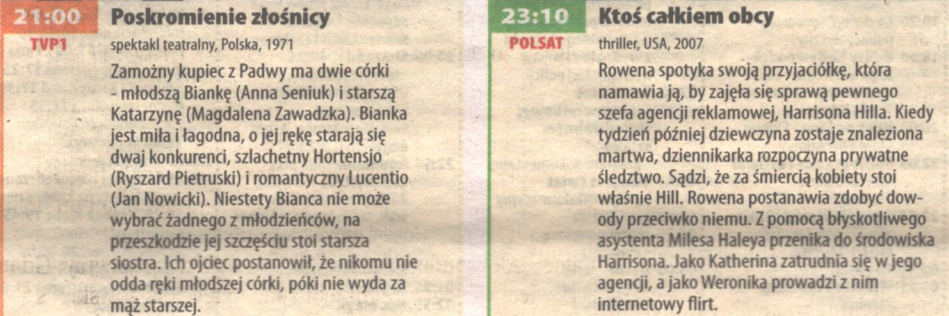 21:00 Poskromienie złośnicy
TVP1 spektakl teatralny, Polska, 1971
Zamożny kupiec z Padwy ma dwie córki
- młodszą Biankę (Anna Seniuk) i starszą
Katarzynę (Magdalena Zawadzka). Bianka
jest miła i łagodna, o jej rękę starają się
dwaj konkurenci, szlachetny Hortensjo
(Ryszard Pietruski) i romantyczny Lucentio
(Jan Nowicki). Niestety Bianca nie może
wybrać żadnego z młodzieńców, na
przeszkodzie jej szczęściu stoi starsza
siostra. Ich ojciec postanowił, że nikomu nie
odda ręki młodszej córki, póki nie wyda za
mąż starszej.
23:10 Ktoś całkiem obcy
POLSAT thriller, USA, 2007
Rowena spotyka swoją przyjaciółkę, która
namawia ją, by zajęła się sprawą pewnego
szefa agencji reklamowej, Harrisona Hilla. Kiedy
tydzień później dziewczyna zostaje znaleziona
martwa, dziennikarka rozpoczyna prywatne
śledztwo. Sądzi, że za śmiercią kobiety stoi
właśnie Hill. Rowena postanawia zdobyć dow-
ody przeciwko niemu. Z pomocą błyskotliwego
asystenta Milesa Haleya przenika do środowiska
Harrisona. Jako Katherina zatrudnia się w jego
agencji, a jako Weronika prowadzi z nim
internetowy flirt.